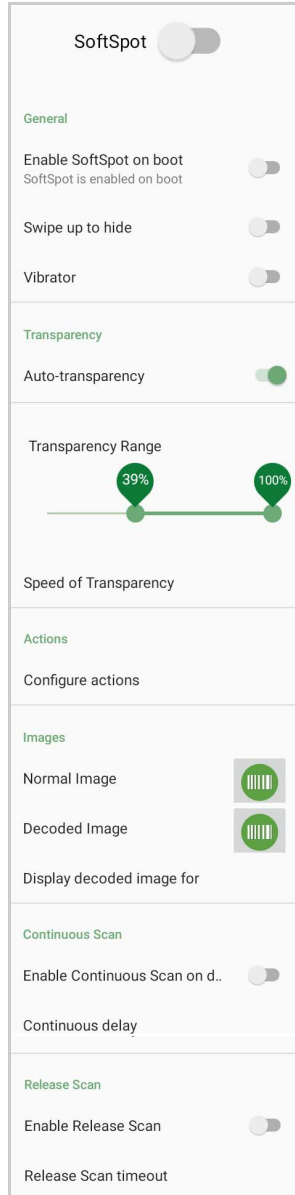 SoftSpot
General
Enable SoftSpot on boot
SoftSpot is enabled on boot
Swipe up to hide
Vibrator
Transparency
Auto-transparency
Transparency Range
39% 100%
Speed of Transparency
Actions
Configure actions
Images
Normal Image
Decoded Image
Display decoded image for
Continuous Scan
Enable Continuous Scan on d..
Continuous delay
Release Scan
Enable Release Scan
Release Scan timeout